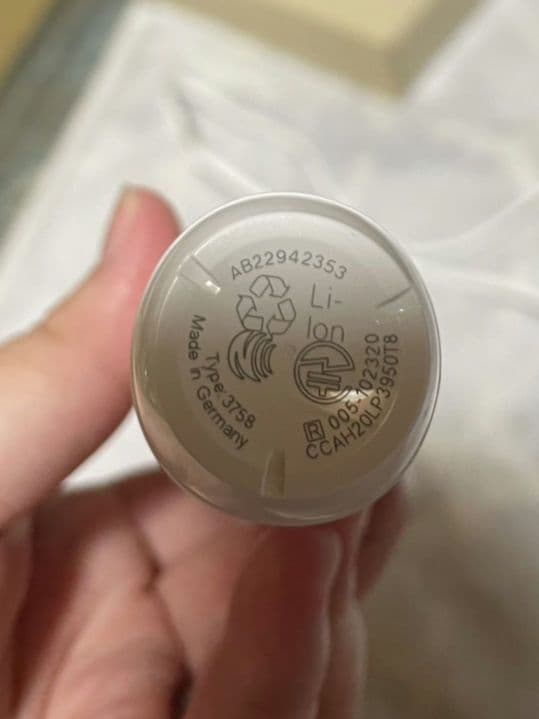 AB22942353
Li-
Ion
R 005-102320
CCAH20LP3950T8
Type: 3758
Made in Germany